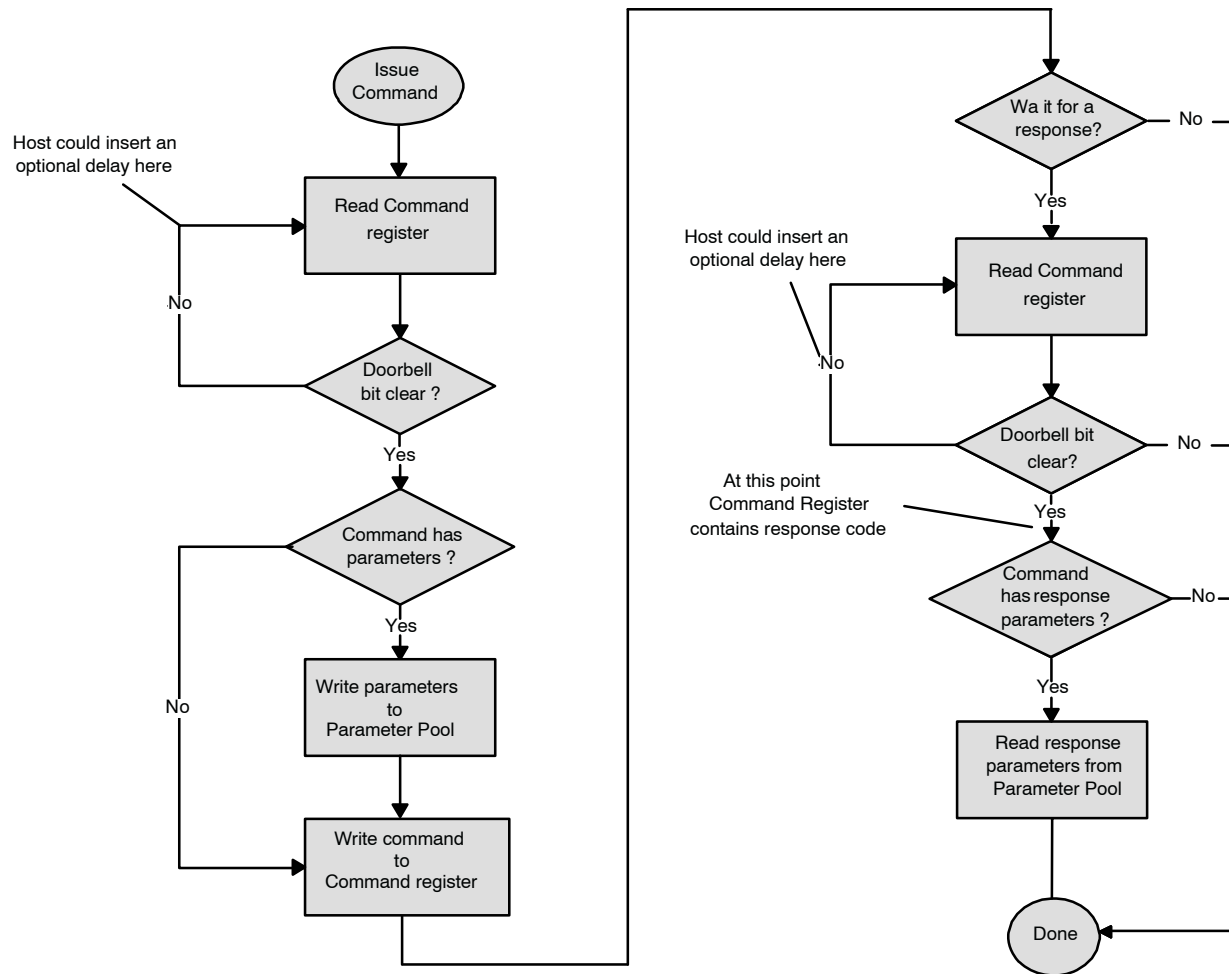 Issue
Command
Host could insert an
optional delay here
Read Command
register
No
Doorbell
bit clear ?
Yes
Command has
parameters ?
Yes
No
Write parameters
to
Parameter Pool
Write command
to
Command register
Wa it for a
response?
No
Yes
Host could insert an
optional delay here
Read Command
register
No
Doorbell bit
clear?
No
At this point
Command Register
contains response code
Yes
Command
has response
parameters ?
No
Yes
Read response
parameters from
Parameter Pool
Done